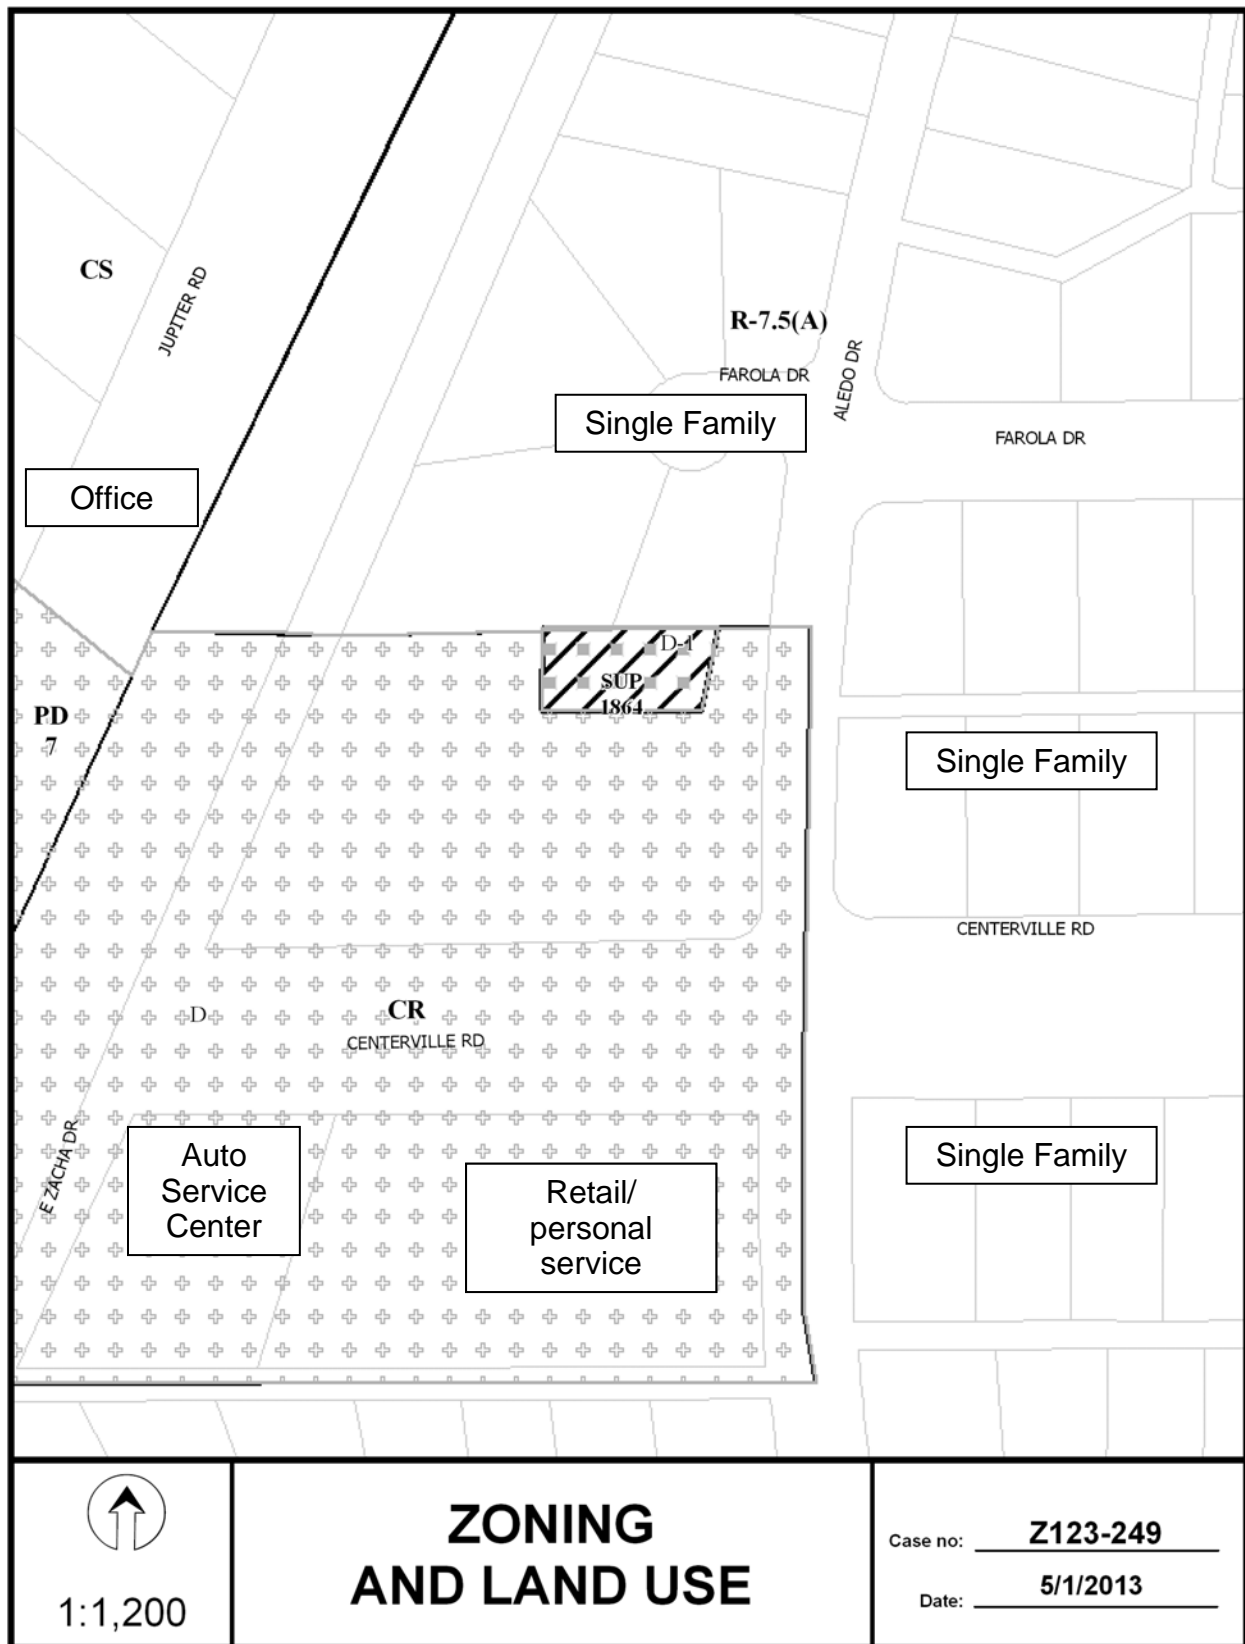 CS
JUPITER RD
R-7.5(A)
FAROLA DR
ALEDO DR
Single Family
FAROLA DR
Office
D-1
SUP
1864
PD
7
Single Family
CENTERVILLE RD
D
CR
CENTERVILLE RD
E ZACHA DR
Auto
Service
Center
Retail/
personal
service
Single Family
1:1,200
ZONING
AND LAND USE
Case no: Z123-249
Date: 5/1/2013